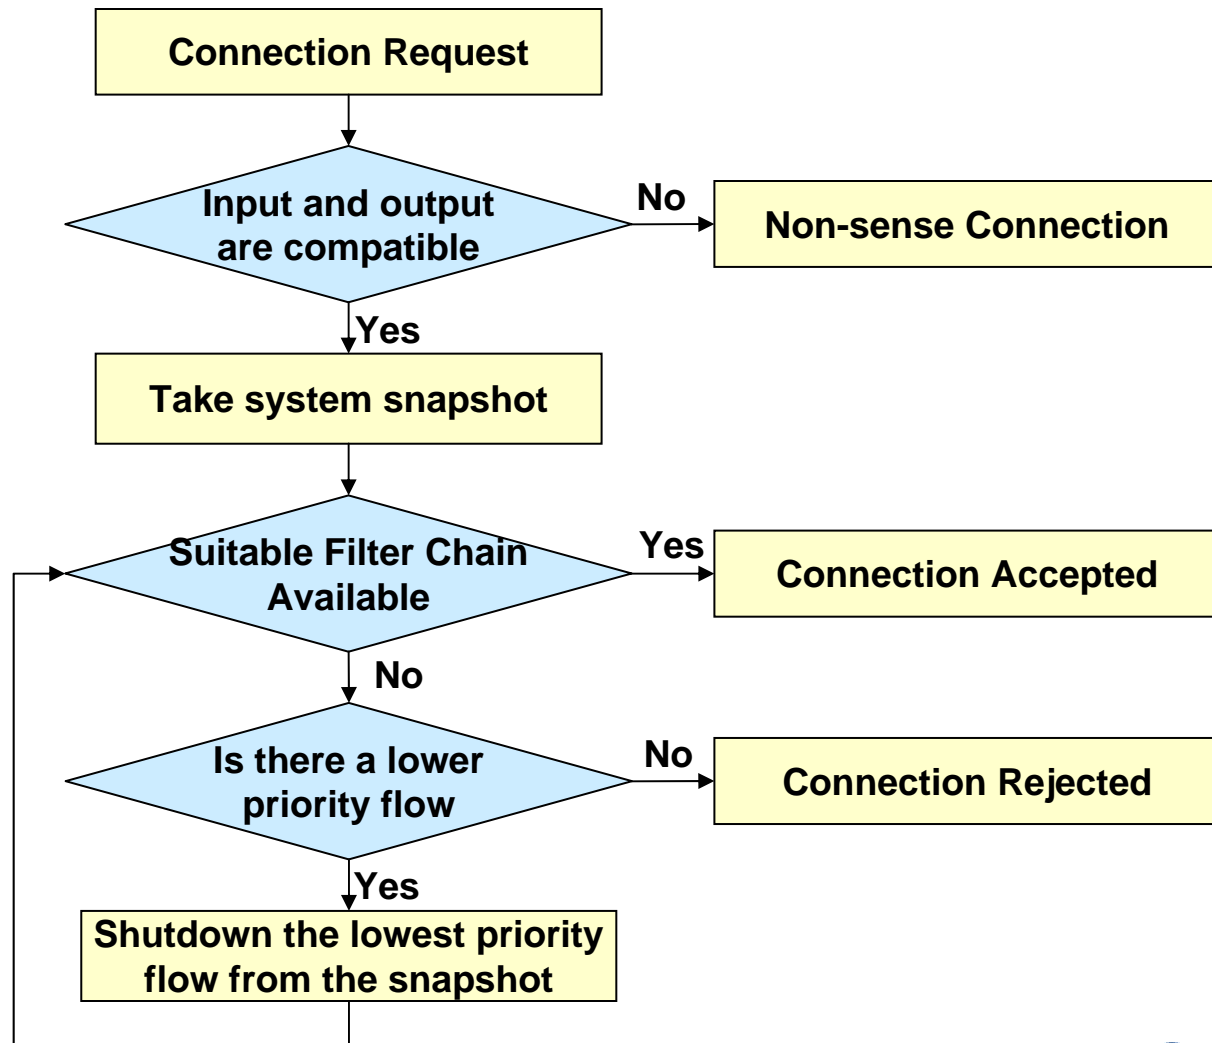 Connection Request
Input and output
are compatible
No
Non-sense Connection
Yes
Take system snapshot
Suitable Filter Chain
Available
Yes
Connection Accepted
No
Is there a lower
priority flow
No
Connection Rejected
Yes
Shutdown the lowest priority
flow from the snapshot